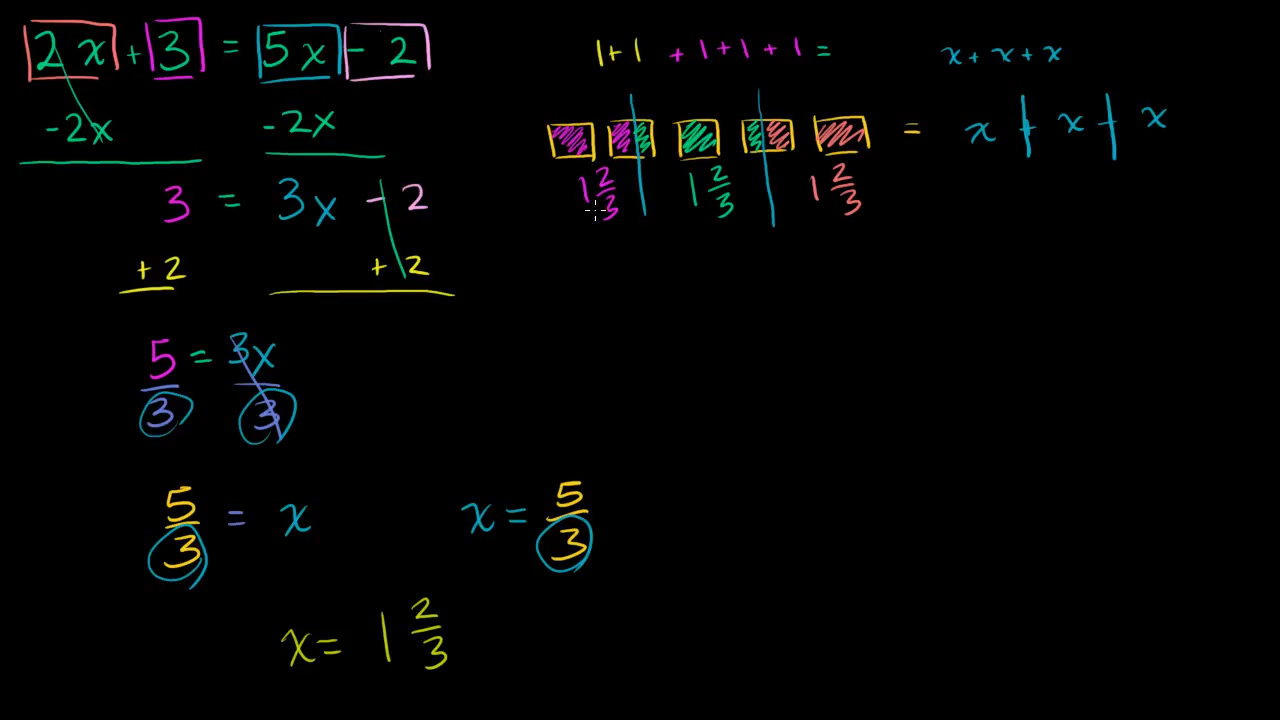 2x + 3 = 5x - 2
-2x -2x
3 = 3x - 2
+ 2 + 2
5 = 3x
3 3
5/3 = x
x = 5/3
x = 1 2/3
1 + 1 + 1 + 1 + 1 = x + x + x
= x + x + x
1 2/3 1 2/3 1 2/3